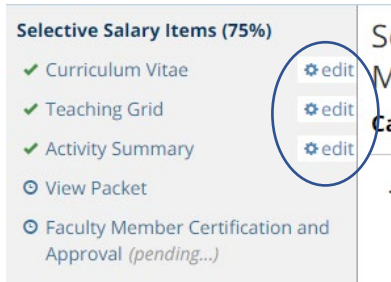 Selective Salary Items (75%)
Curriculum Vitae edit
Teaching Grid edit
Activity Summary edit
View Packet
Faculty Member Certification and
Approval (pending...)